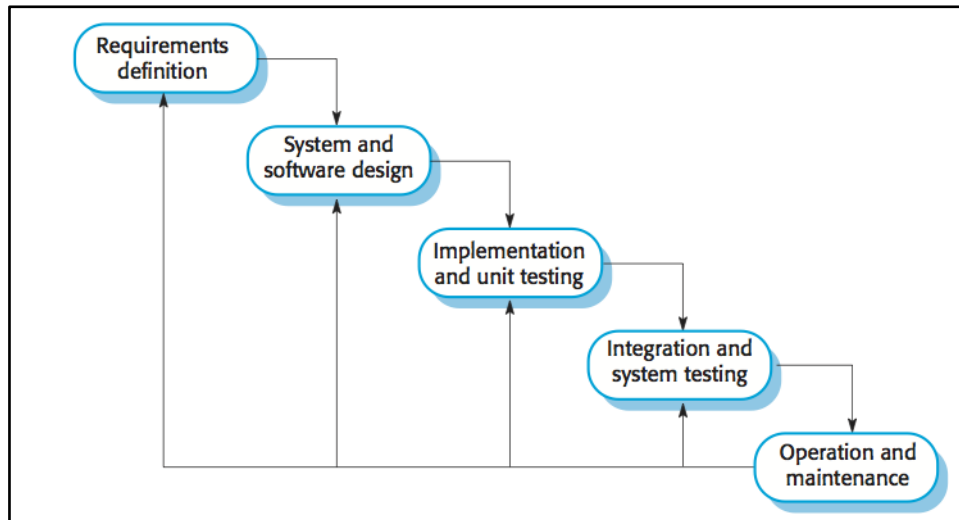 Requirements
definition
System and
software design
Implementation
and unit testing
Integration and
system testing
Operation and
maintenance